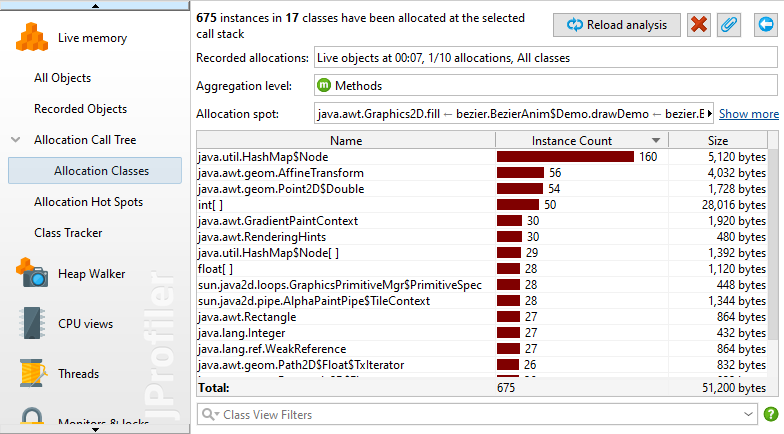 Live memory
All Objects
Recorded Objects
Allocation Call Tree
Allocation Classes
Allocation Hot Spots
Class Tracker
Heap Walker
CPU views
Threads
Monitors & locks
JProfiler
675 instances in 17 classes have been allocated at the selected
call stack
Reload analysis
Recorded allocations: Live objects at 00:07, 1/10 allocations, All classes
Aggregation level: m Methods
Allocation spot: java.awt.Graphics2D.fill ← bezier.BezierAnim$Demo.drawDemo ← bezier.B Show more
Name Instance Count Size
java.util.HashMap$Node 160 5,120 bytes
java.awt.geom.AffineTransform 56 4,032 bytes
java.awt.geom.Point2D$Double 54 1,728 bytes
int[ ] 50 28,016 bytes
java.awt.GradientPaintContext 30 1,920 bytes
java.awt.RenderingHints 30 480 bytes
java.util.HashMap$Node[ ] 29 1,392 bytes
float[ ] 28 1,120 bytes
sun.java2d.loops.GraphicsPrimitiveMgr$PrimitiveSpec 28 448 bytes
sun.java2d.pipe.AlphaPaintPipe$TileContext 28 1,344 bytes
java.awt.Rectangle 27 864 bytes
java.lang.Integer 27 432 bytes
java.lang.ref.WeakReference 27 864 bytes
java.awt.geom.Path2D$Float$TxIterator 26 832 bytes
Total: 675 51,200 bytes
Class View Filters